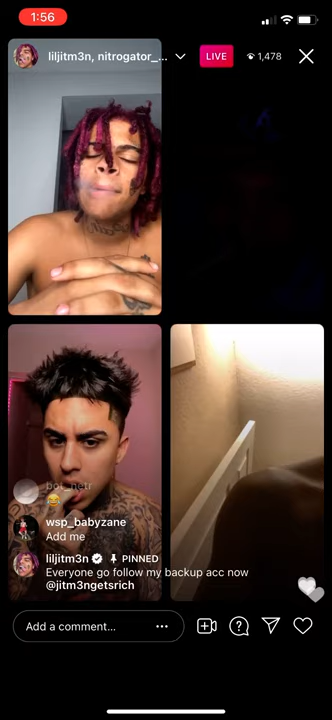 1:56
liljitm3n, nitrogator_...
LIVE
1,478
bot_netr
😂
wsp_babyzane
Add me
liljitm3n PINNED
Everyone go follow my backup acc now
@jitm3ngetsrich
Add a comment...